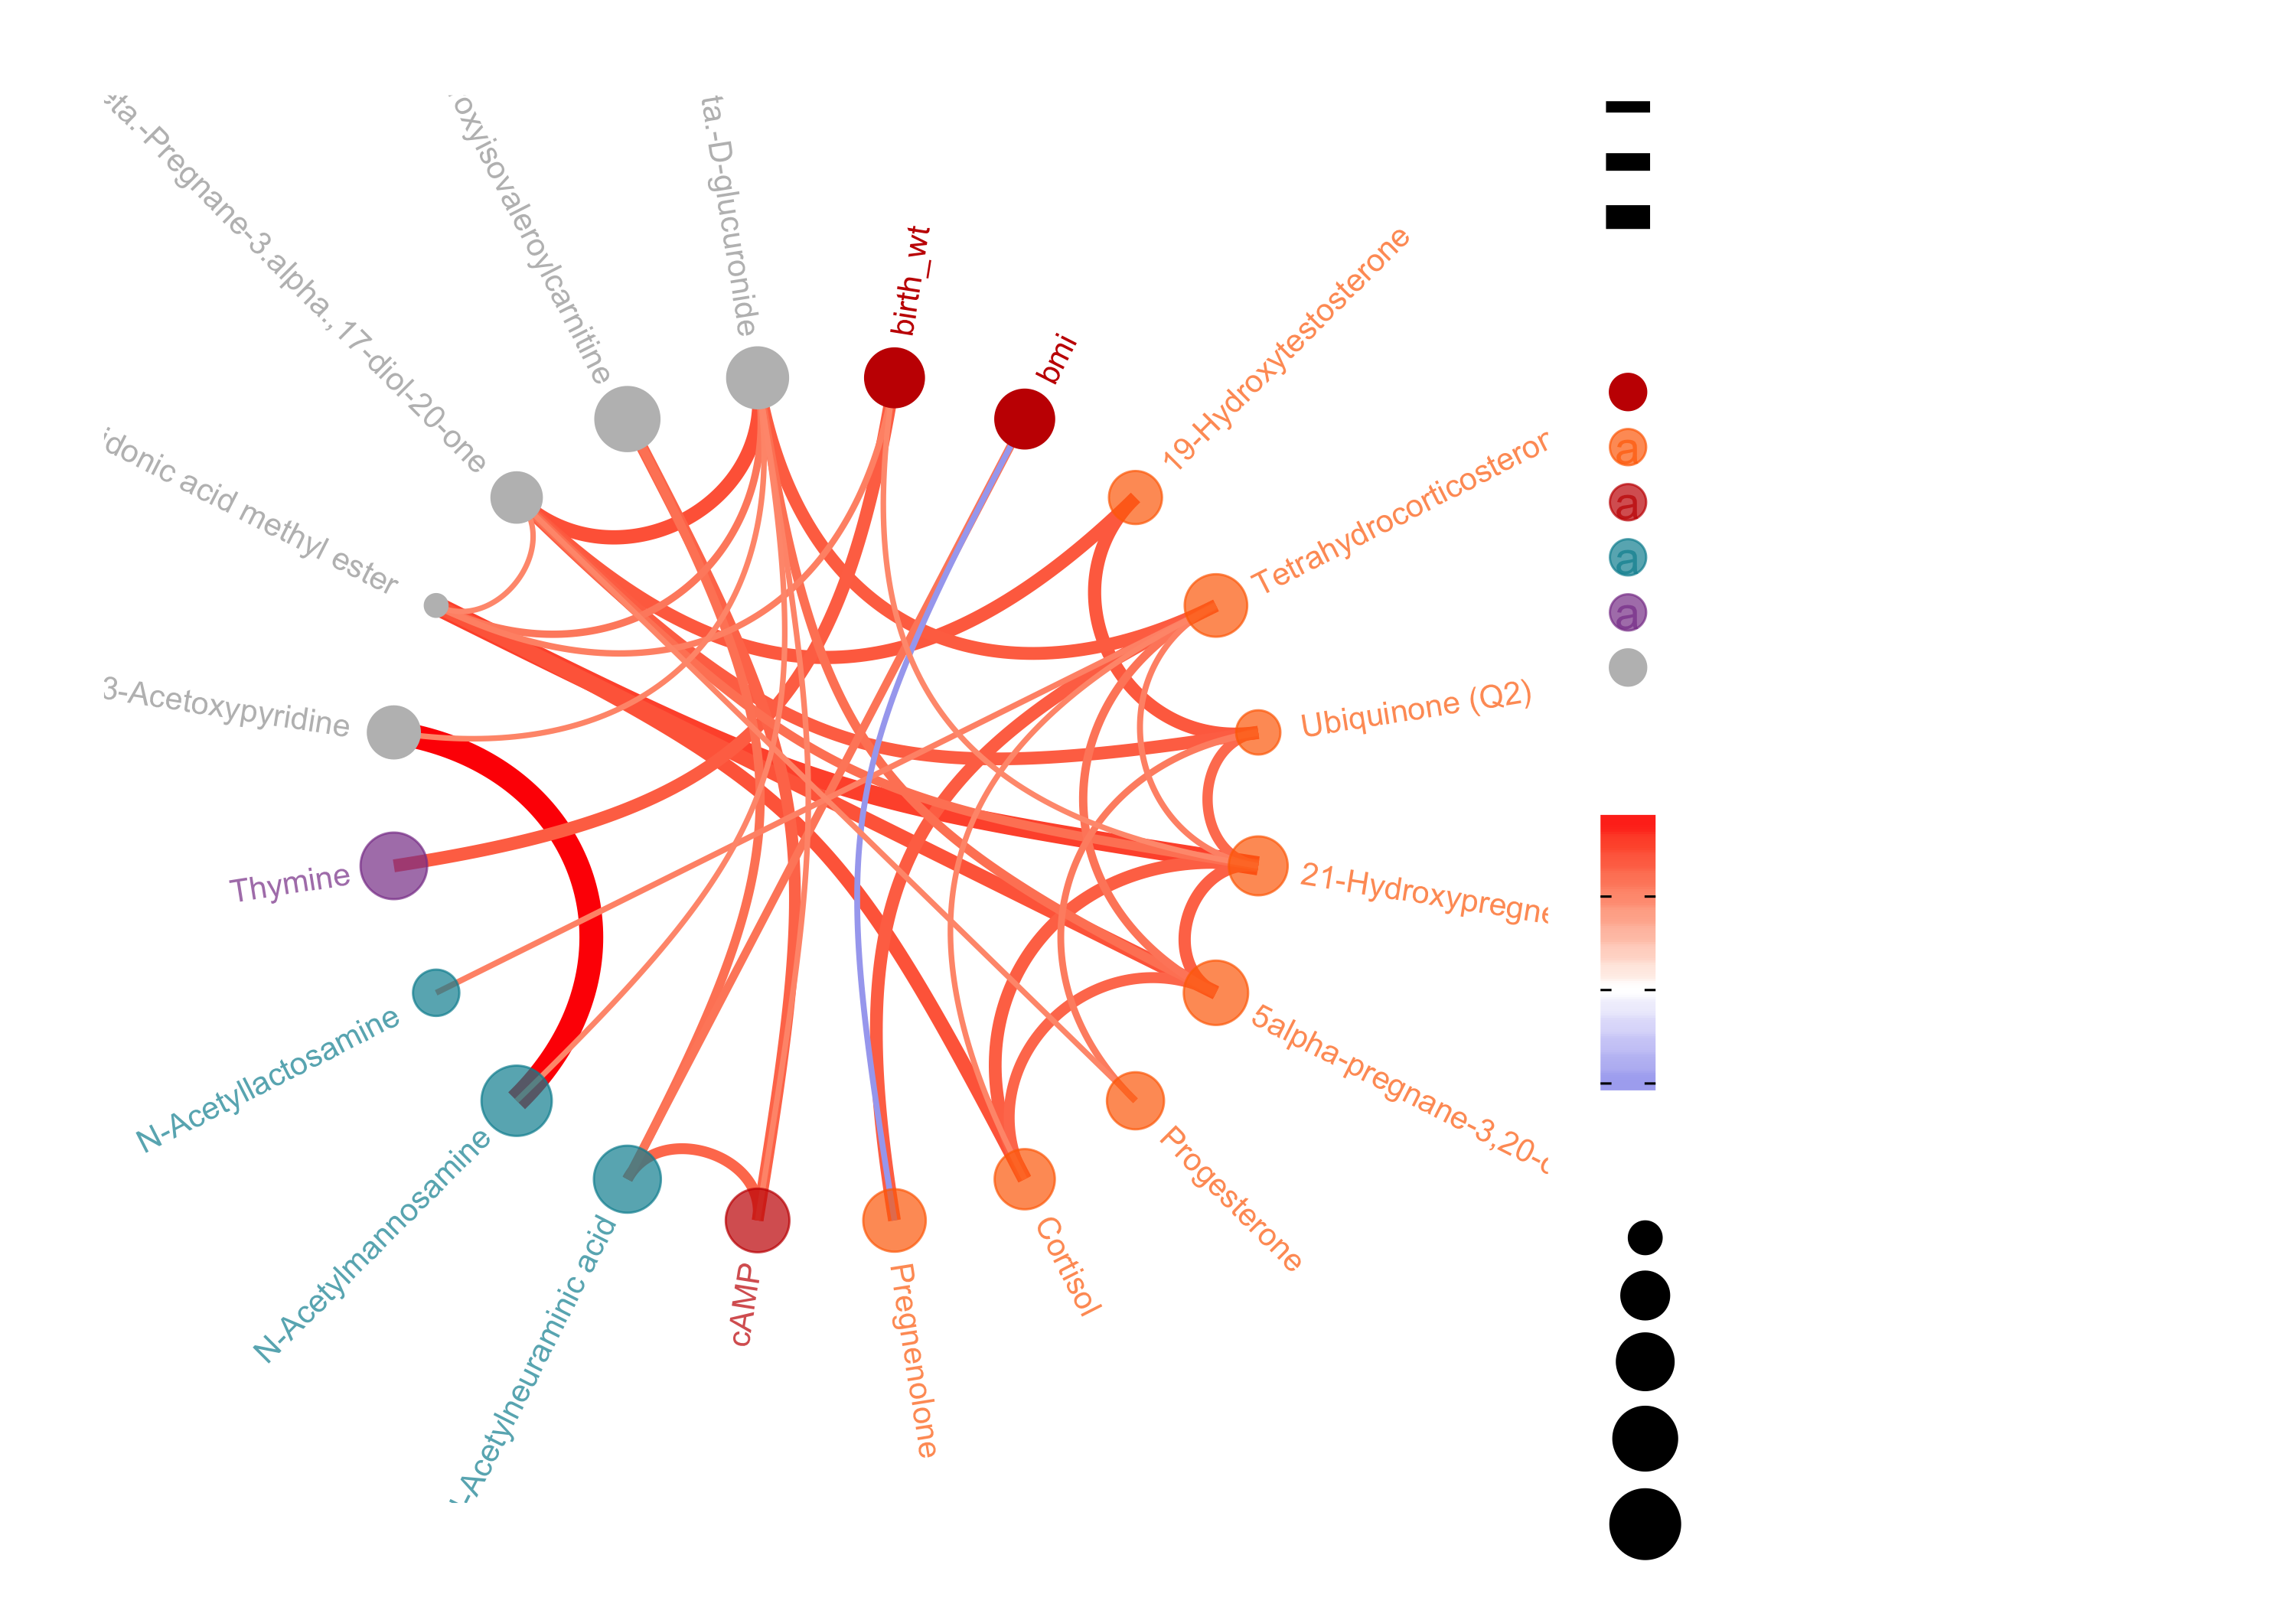 ta.-Pregnane-3.alpha.,17-diol-20-one
oxyisovaleroylcarnitine
ta.-D-glucuronide
birth_wt
bmi
19-Hydroxytestosterone
Tetrahydrocorticosteror
donic acid methyl ester
3-Acetoxypyridine
Ubiquinone (Q2)
Thymine
21-Hydroxypregne
N-Acetyllactosamine
5alpha-pregnane-3,20-
N-Acetylmannosamine
Progesterone
-Acetylneuraminic acid
cAMP
Pregnenolone
Cortisol
a
a
a
a